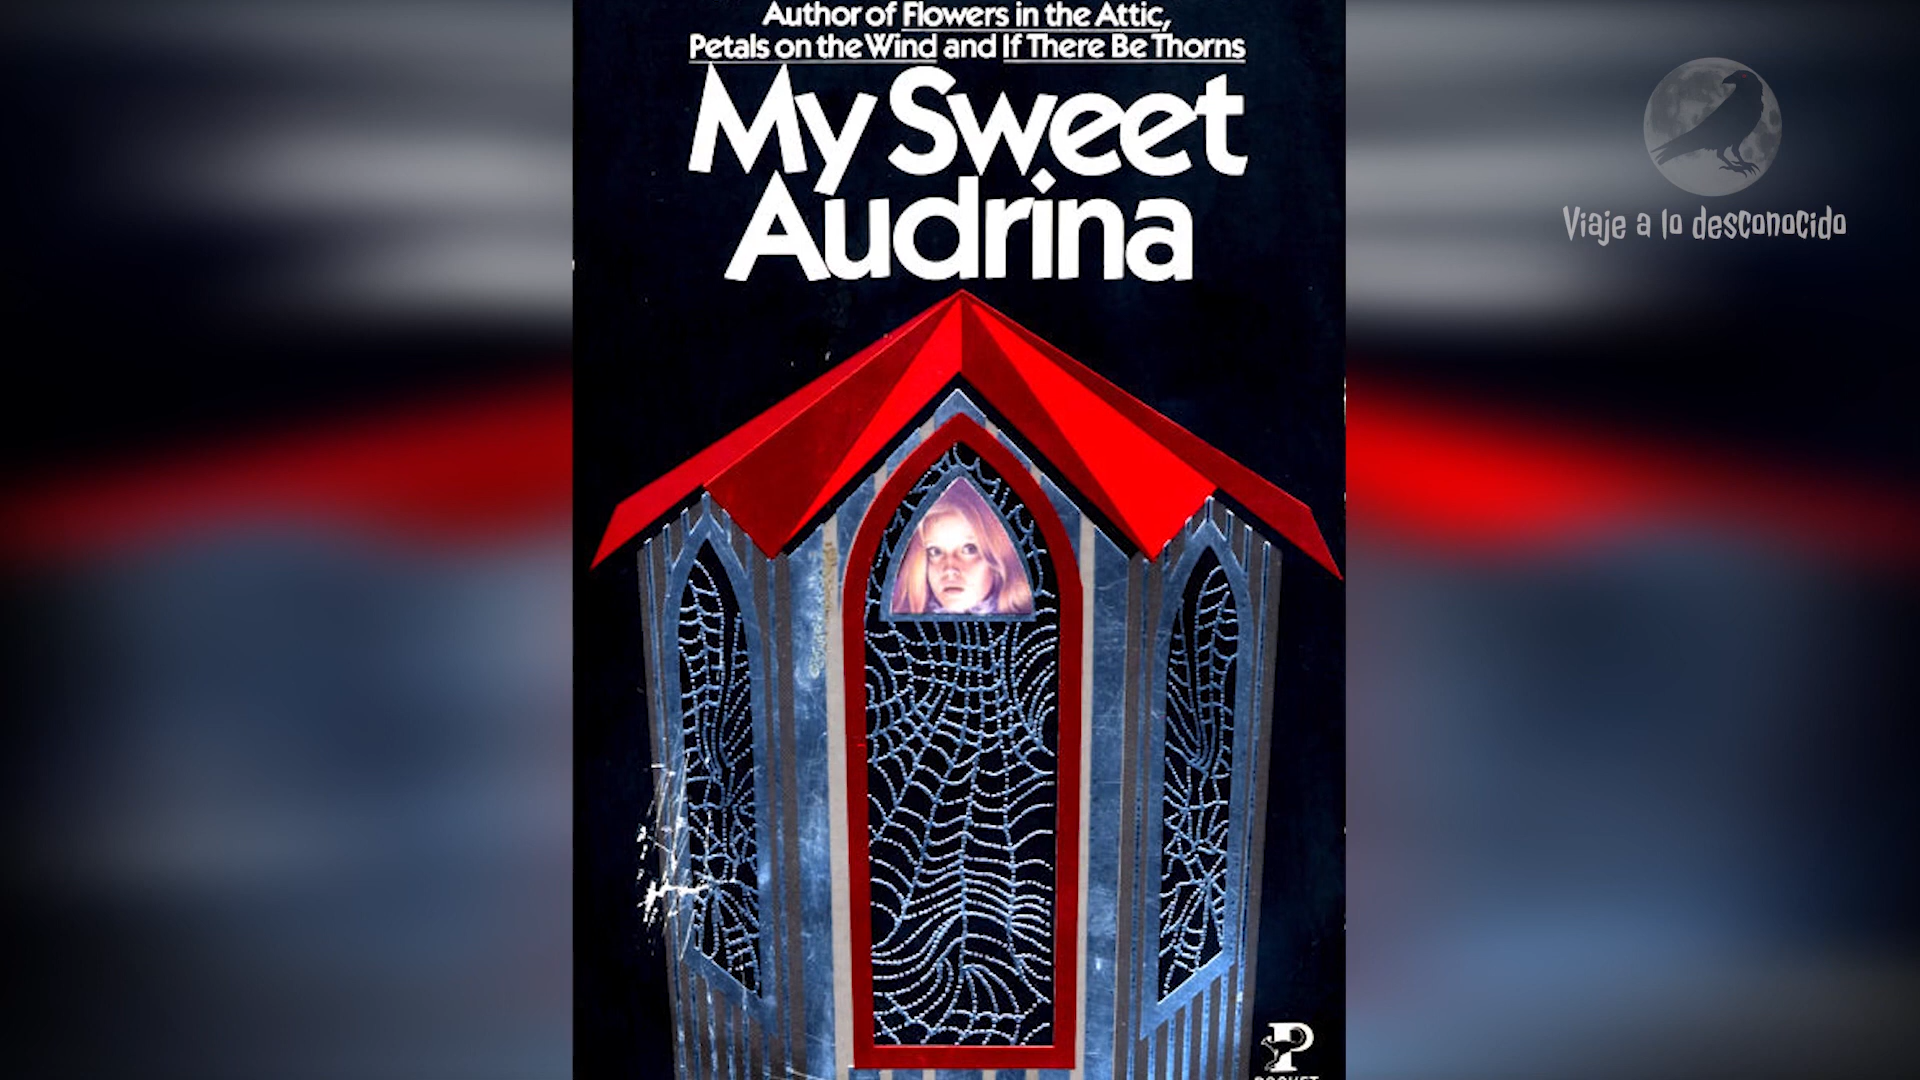 Author of Flowers in the Attic,
Petals on the Wind and If There Be Thorns
My Sweet
Audrina
Viaje a lo desconocido
P